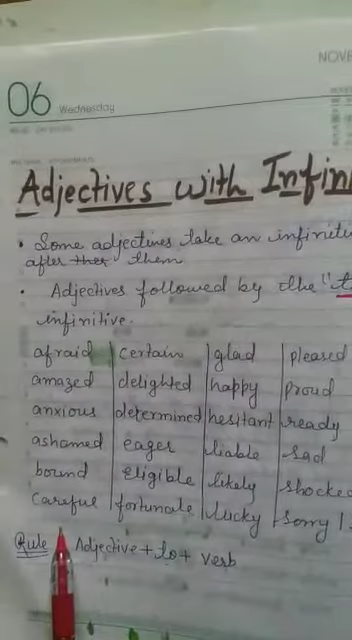 NOVE
06 Wednesday
Adjectives with Infin
• Some adjectives take an infiniti
after ther them
• Adjectives followed by the "t
infinitive.
afraid certain glad pleased
amazed delighted happy proud
anxious determined hesitant ready
ashamed eager liable sad
bound Eligible likely shocked
careful fortunate lucky sorry
Rule Adjective + to + verb